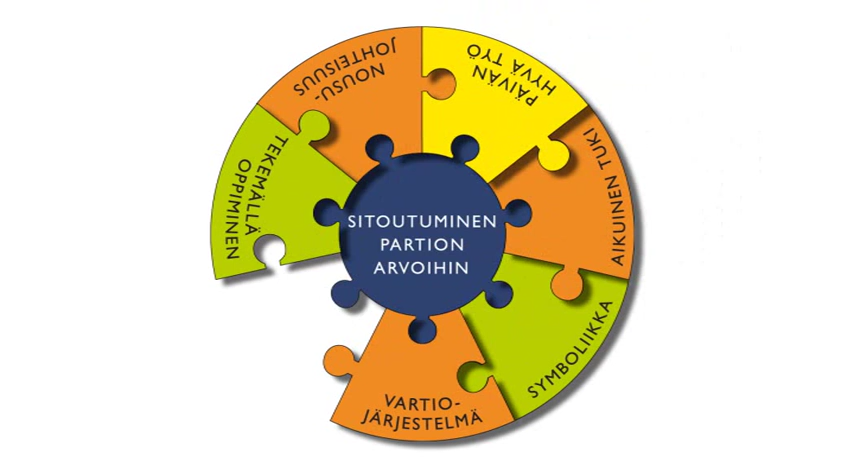 NOUSU-
JOHTEISUUS
PÄIVÄN
HYVÄ TYÖ
AIKUINEN TUKI
SYMBOLIIKKA
VARTIO-
JÄRJESTELMÄ
TEKEMÄLLÄ
OPPIMINEN
SITOUTUMINEN
PARTION
ARVOIHIN